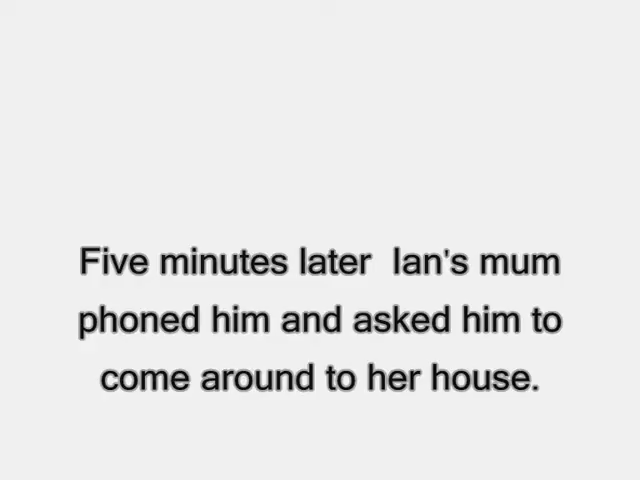 Five minutes later  Ian's mum
phoned him and asked him to
come around to her house.